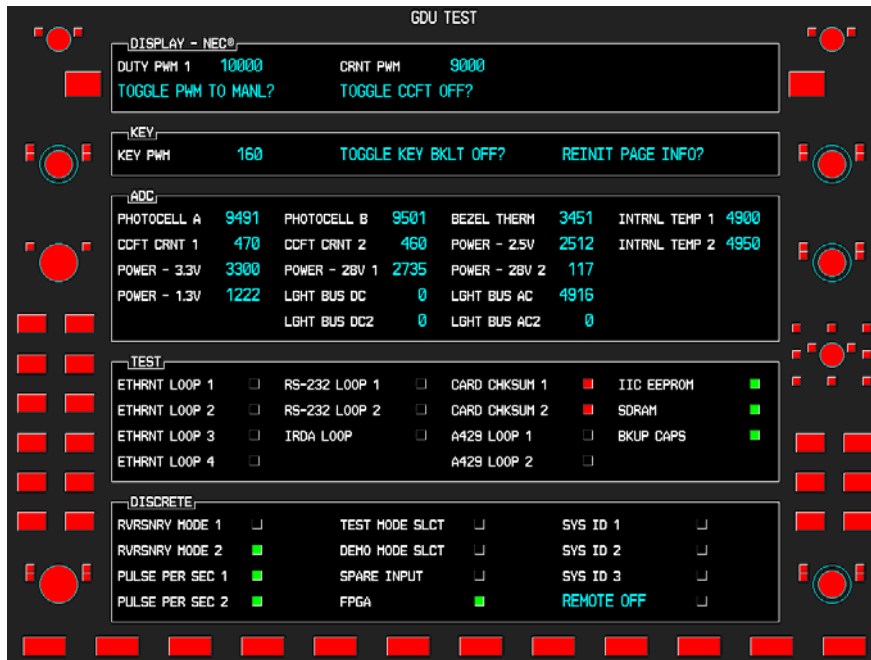 GDU TEST
DISPLAY - NEC®
DUTY PWM 1 10000 CRNT PWM 9000
TOGGLE PWM TO MANL? TOGGLE CCFT OFF?
KEY
KEY PWM 160 TOGGLE KEY BKLT OFF? REINIT PAGE INFO?
ADC
PHOTOCELL A 9491 PHOTOCELL B 9501 BEZEL THERM 3451 INTRNL TEMP 1 4900
CCFT CRNT 1 470 CCFT CRNT 2 460 POWER - 2.5V 2512 INTRNL TEMP 2 4950
POWER - 3.3V 3300 POWER - 28V 1 2735 POWER - 28V 2 117
POWER - 1.3V 1222 LGHT BUS DC 0 LGHT BUS AC 4916
LGHT BUS DC2 0 LGHT BUS AC2 0
TEST
ETHRNT LOOP 1 RS-232 LOOP 1 CARD CHKSUM 1 IIC EEPROM
ETHRNT LOOP 2 RS-232 LOOP 2 CARD CHKSUM 2 SDRAM
ETHRNT LOOP 3 IRDA LOOP A429 LOOP 1 BKUP CAPS
ETHRNT LOOP 4 A429 LOOP 2
DISCRETE
RVRSNRY MODE 1 TEST MODE SLCT SYS ID 1
RVRSNRY MODE 2 DEMO MODE SLCT SYS ID 2
PULSE PER SEC 1 SPARE INPUT SYS ID 3
PULSE PER SEC 2 FPGA REMOTE OFF